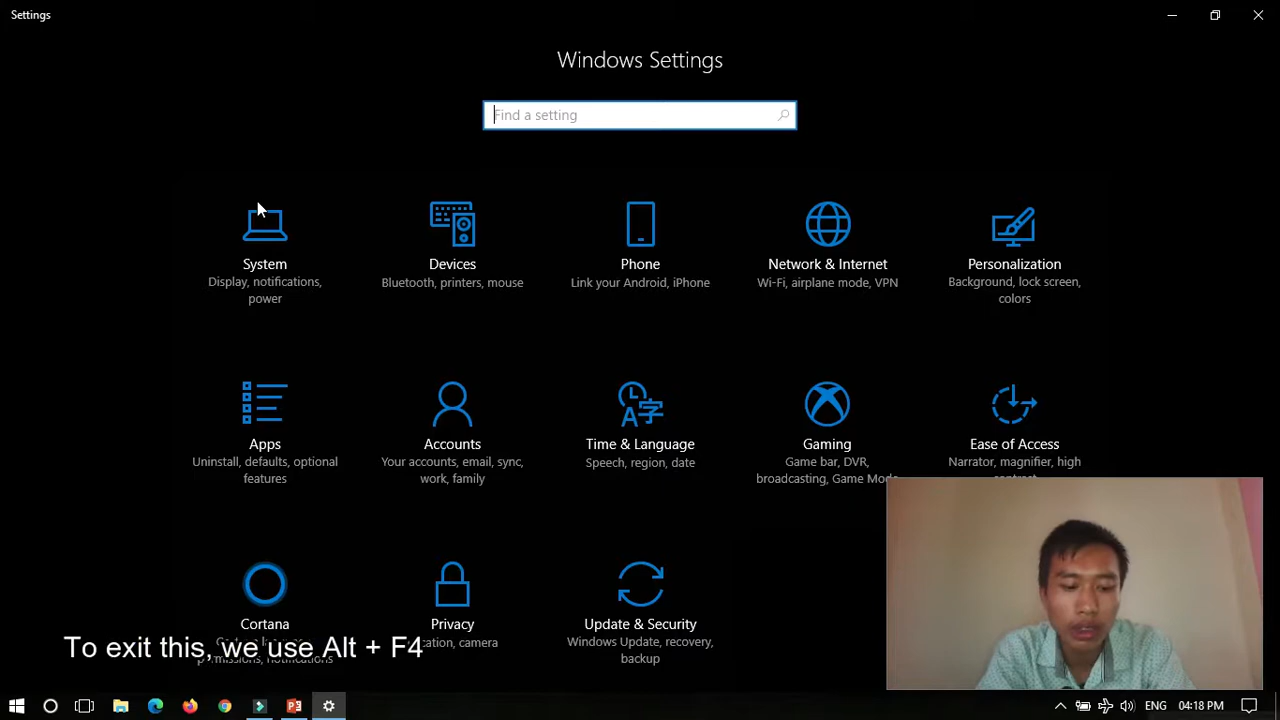 Settings
Windows Settings
Find a setting
System
Display, notifications,
power
Devices
Bluetooth, printers, mouse
Phone
Link your Android, iPhone
Network & Internet
Wi-Fi, airplane mode, VPN
Personalization
Background, lock screen,
colors
Apps
Uninstall, defaults, optional
features
Accounts
Your accounts, email, sync,
work, family
Time & Language
Speech, region, date
Gaming
Game bar, DVR,
broadcasting, Game Mode
Ease of Access
Narrator, magnifier, high
Cortana
notifications
Privacy
camera
Update & Security
Windows Update, recovery,
backup
To exit this, we use Alt + F4
ENG
04:18 PM